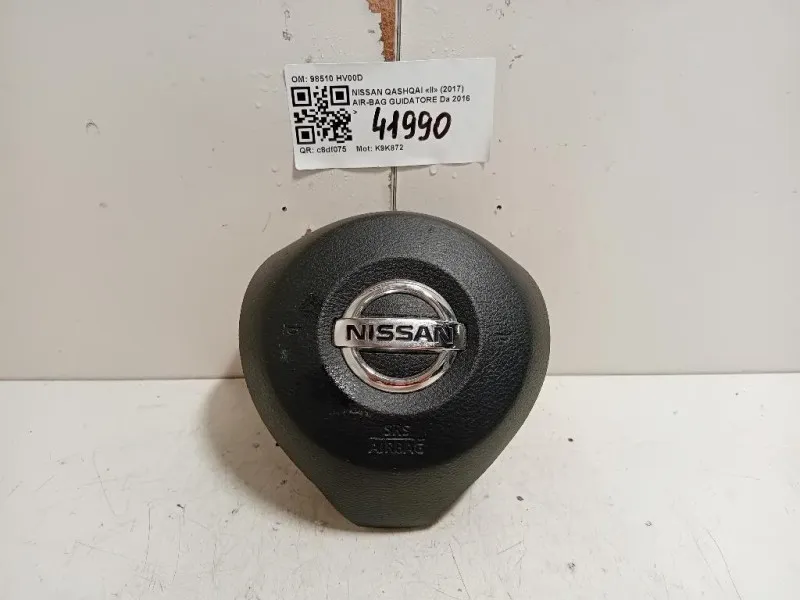 OM: 98510 HV00D
NISSAN QASHQAI «II» (2017)
AIR-BAG GUIDATORE Da 2016
>
41990
QR: c8df075 Mot: K9K872
NISSAN
SRS
AIRBAG